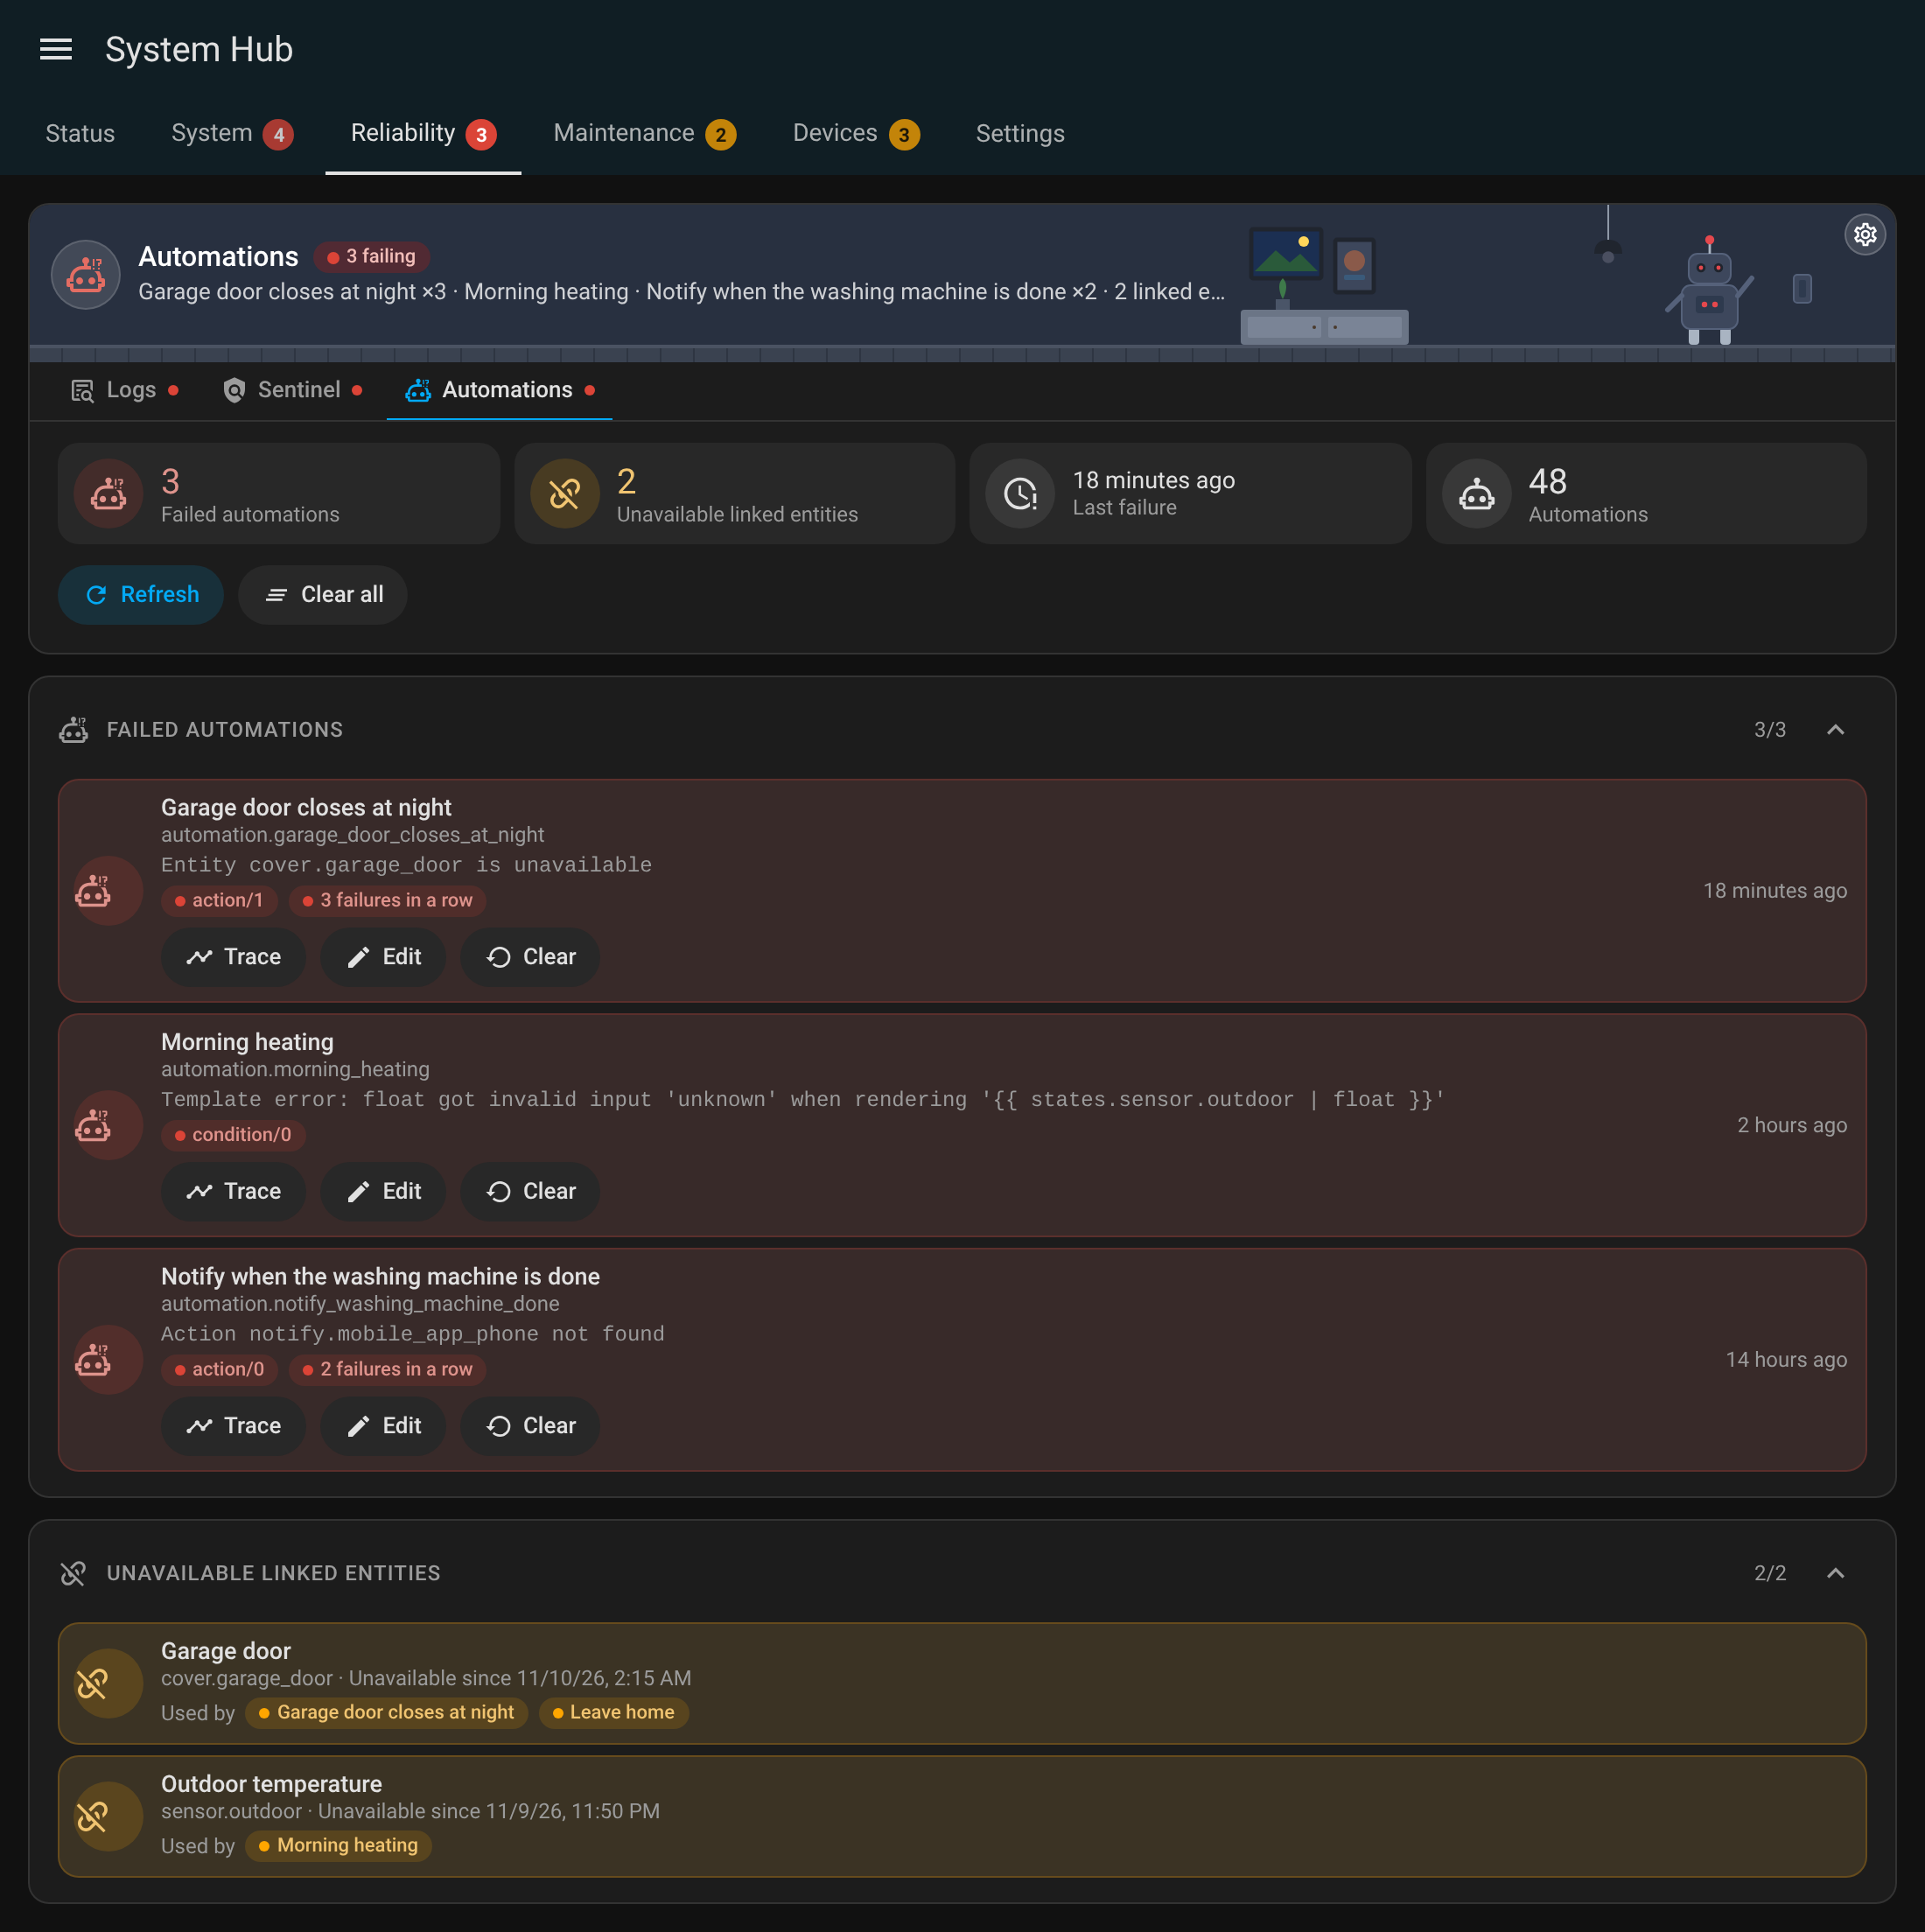 System Hub
Status System 4 Reliability 3 Maintenance 2 Devices 3 Settings
Automations 3 failing
Garage door closes at night ×3 · Morning heating · Notify when the washing machine is done ×2 · 2 linked e...
Logs Sentinel Automations
3
Failed automations
2
Unavailable linked entities
18 minutes ago
Last failure
48
Automations
Refresh Clear all
FAILED AUTOMATIONS 3/3
Garage door closes at night
automation.garage_door_closes_at_night
Entity cover.garage_door is unavailable
action/1 3 failures in a row
18 minutes ago
Trace Edit Clear
Morning heating
automation.morning_heating
Template error: float got invalid input 'unknown' when rendering '{{ states.sensor.outdoor | float }}'
condition/0
2 hours ago
Trace Edit Clear
Notify when the washing machine is done
automation.notify_washing_machine_done
Action notify.mobile_app_phone not found
action/0 2 failures in a row
14 hours ago
Trace Edit Clear
UNAVAILABLE LINKED ENTITIES 2/2
Garage door
cover.garage_door · Unavailable since 11/10/26, 2:15 AM
Used by Garage door closes at night Leave home
Outdoor temperature
sensor.outdoor · Unavailable since 11/9/26, 11:50 PM
Used by Morning heating